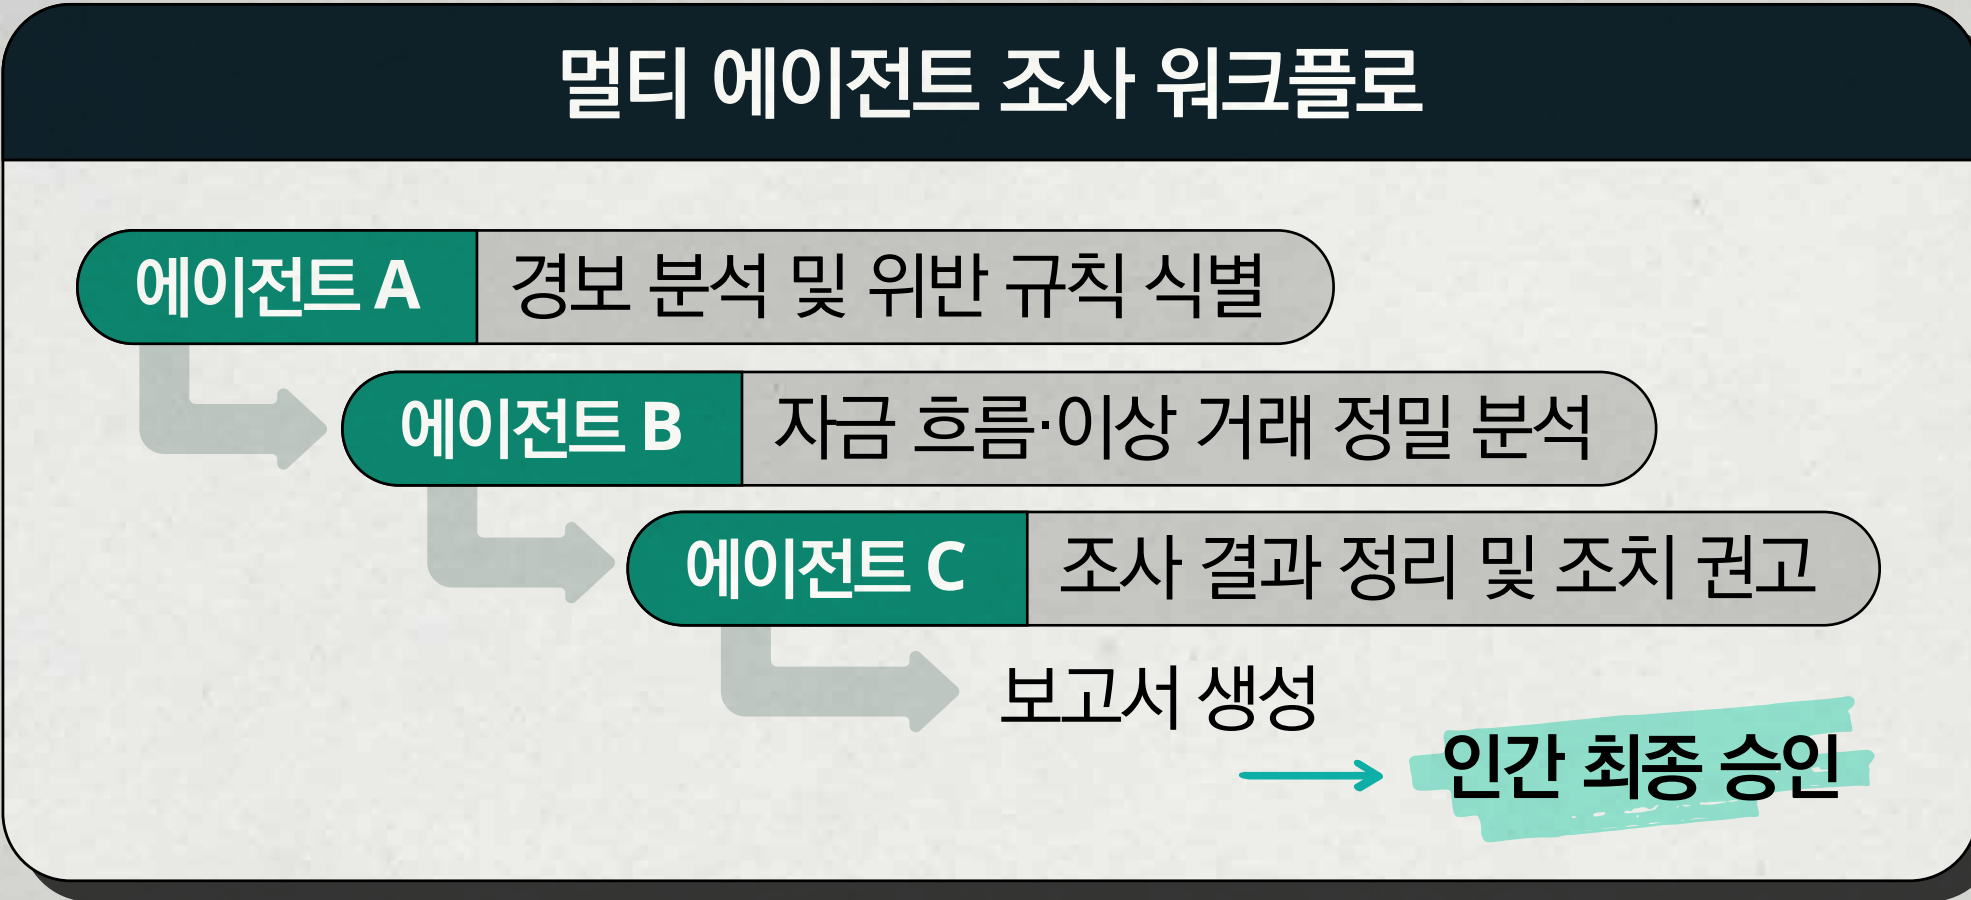 멀티 에이전트 조사 워크플로
에이전트 A 경보 분석 및 위반 규칙 식별
에이전트 B 자금 흐름·이상 거래 정밀 분석
에이전트 C 조사 결과 정리 및 조치 권고
보고서 생성
인간 최종 승인